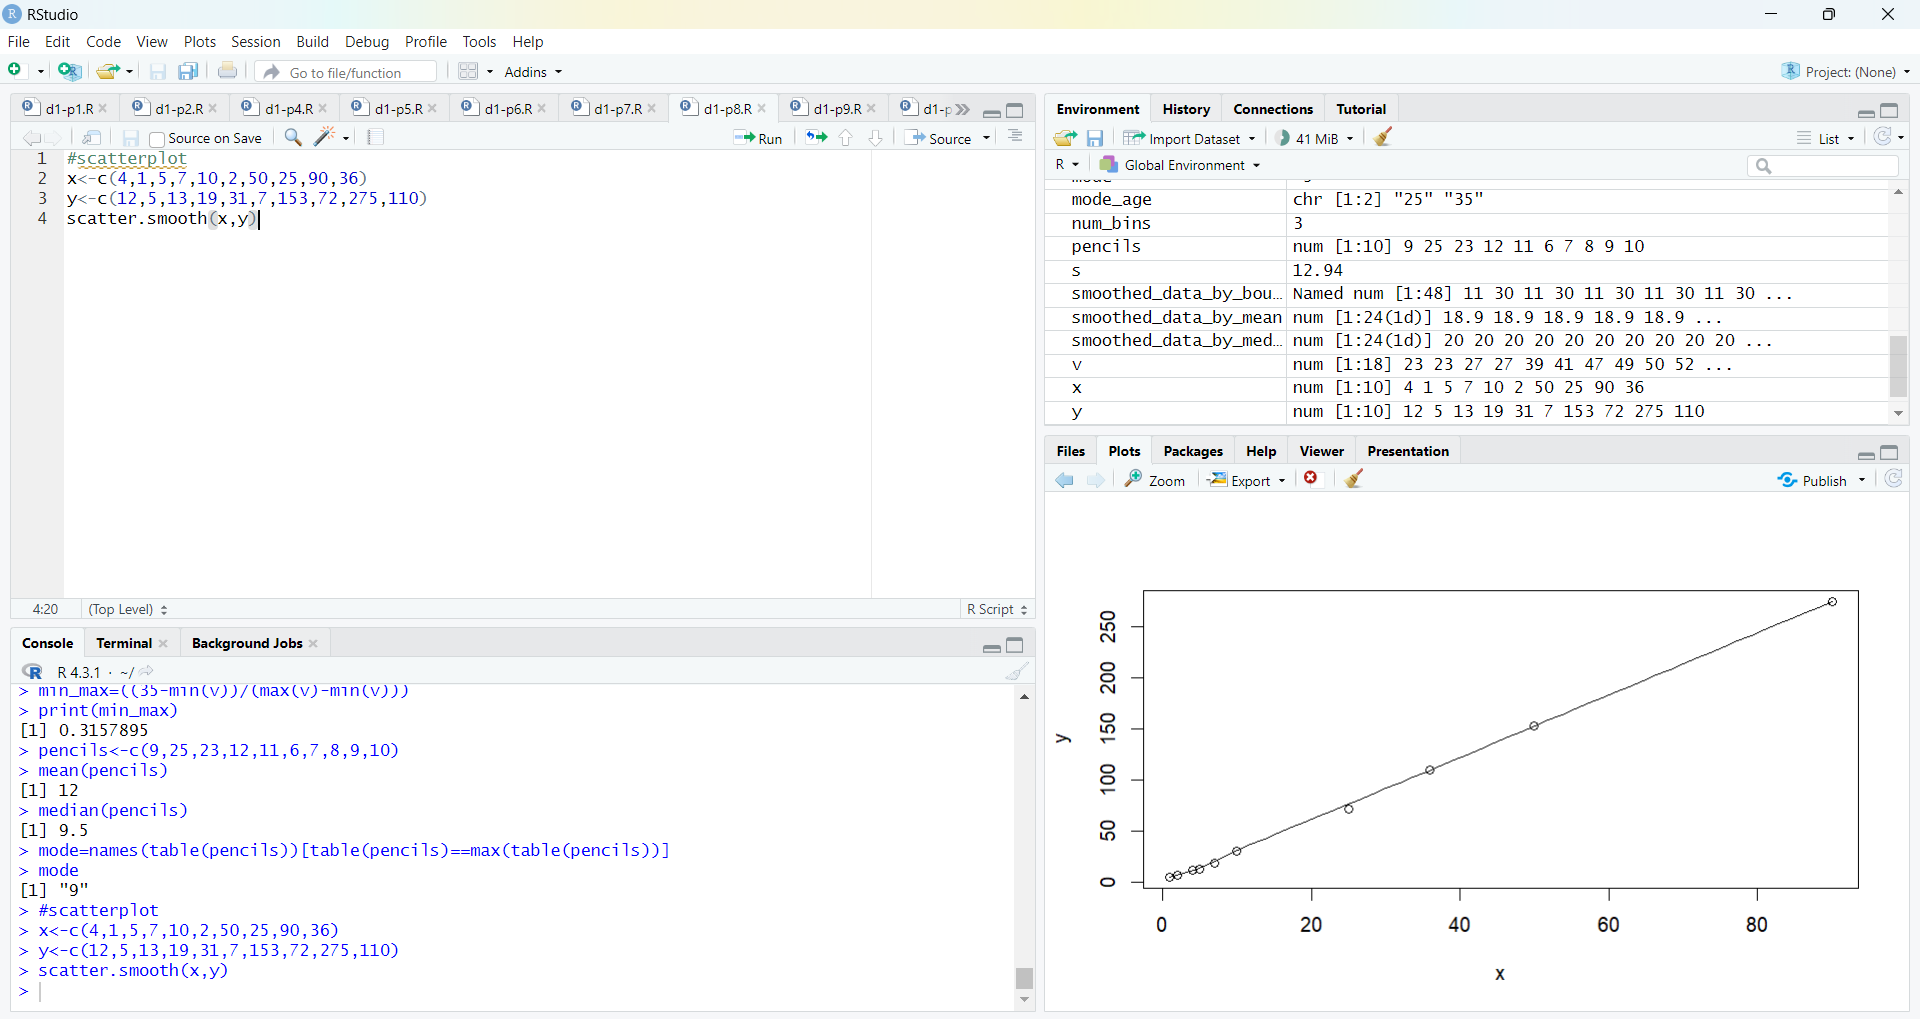 RStudio
File Edit Code View Plots Session Build Debug Profile Tools Help
Go to file/function Addins Project: (None)
d1-p1.R d1-p2.R d1-p4.R d1-p5.R d1-p6.R d1-p7.R d1-p8.R d1-p9.R d1-p
Source on Save Run Source
1 #scatterplot
2 x<-c(4,1,5,7,10,2,50,25,90,36)
3 y<-c(12,5,13,19,31,7,153,72,275,110)
4 scatter.smooth(x,y)
4:20 (Top Level) R Script
Console Terminal Background Jobs
R 4.3.1 · ~/
> min_max=((35-min(v))/(max(v)-min(v)))
> print(min_max)
[1] 0.3157895
> pencils<-c(9,25,23,12,11,6,7,8,9,10)
> mean(pencils)
[1] 12
> median(pencils)
[1] 9.5
> mode=names(table(pencils))[table(pencils)==max(table(pencils))]
> mode
[1] "9"
> #scatterplot
> x<-c(4,1,5,7,10,2,50,25,90,36)
> y<-c(12,5,13,19,31,7,153,72,275,110)
> scatter.smooth(x,y)
>
Environment History Connections Tutorial
Import Dataset 41 MiB List
R Global Environment
mode_age chr [1:2] "25" "35"
num_bins 3
pencils num [1:10] 9 25 23 12 11 6 7 8 9 10
s 12.94
smoothed_data_by_bou… Named num [1:48] 11 30 11 30 11 30 11 30 11 30 ...
smoothed_data_by_mean num [1:24(1d)] 18.9 18.9 18.9 18.9 18.9 ...
smoothed_data_by_med… num [1:24(1d)] 20 20 20 20 20 20 20 20 20 20 ...
v num [1:18] 23 23 27 27 39 41 47 49 50 52 ...
x num [1:10] 4 1 5 7 10 2 50 25 90 36
y num [1:10] 12 5 13 19 31 7 153 72 275 110
Files Plots Packages Help Viewer Presentation
Zoom Export Publish
250
200
150
100
50
0
y
0 20 40 60 80
x